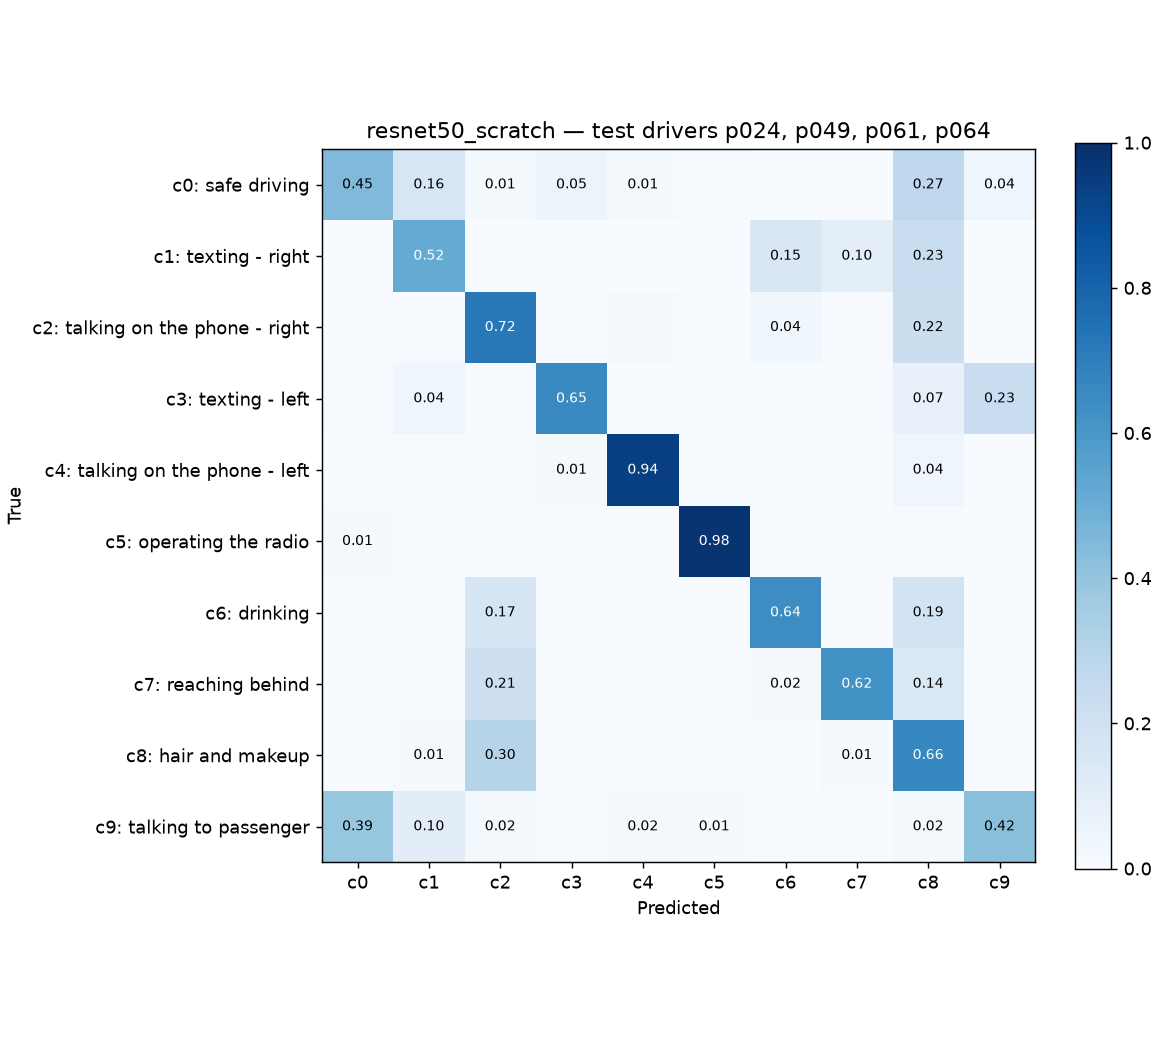 resnet50_scratch — test drivers p024, p049, p061, p064
True
c0: safe driving 0.45 0.16 0.01 0.05 0.01 0.27 0.04
c1: texting - right 0.52 0.15 0.10 0.23
c2: talking on the phone - right 0.72 0.04 0.22
c3: texting - left 0.04 0.65 0.07 0.23
c4: talking on the phone - left 0.01 0.94 0.04
c5: operating the radio 0.01 0.98
c6: drinking 0.17 0.64 0.19
c7: reaching behind 0.21 0.02 0.62 0.14
c8: hair and makeup 0.01 0.30 0.01 0.66
c9: talking to passenger 0.39 0.10 0.02 0.02 0.01 0.02 0.42
c0 c1 c2 c3 c4 c5 c6 c7 c8 c9
Predicted
1.0
0.8
0.6
0.4
0.2
0.0